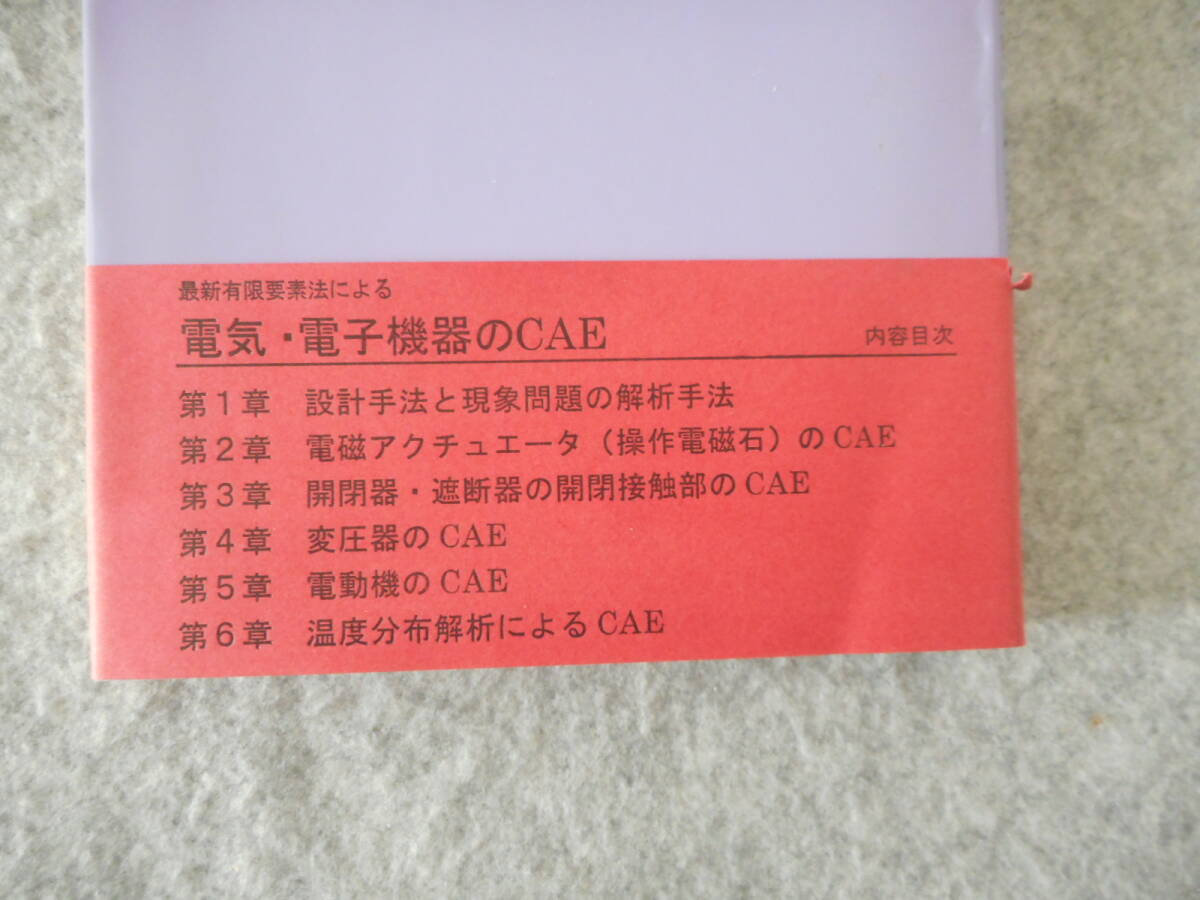 最新有限要素法による
電気・電子機器のCAE 内容目次
第1章 設計手法と現象問題の解析手法
第2章 電磁アクチュエータ（操作電磁石）のCAE
第3章 開閉器・遮断器の開閉接触部のCAE
第4章 変圧器のCAE
第5章 電動機のCAE
第6章 温度分布解析によるCAE